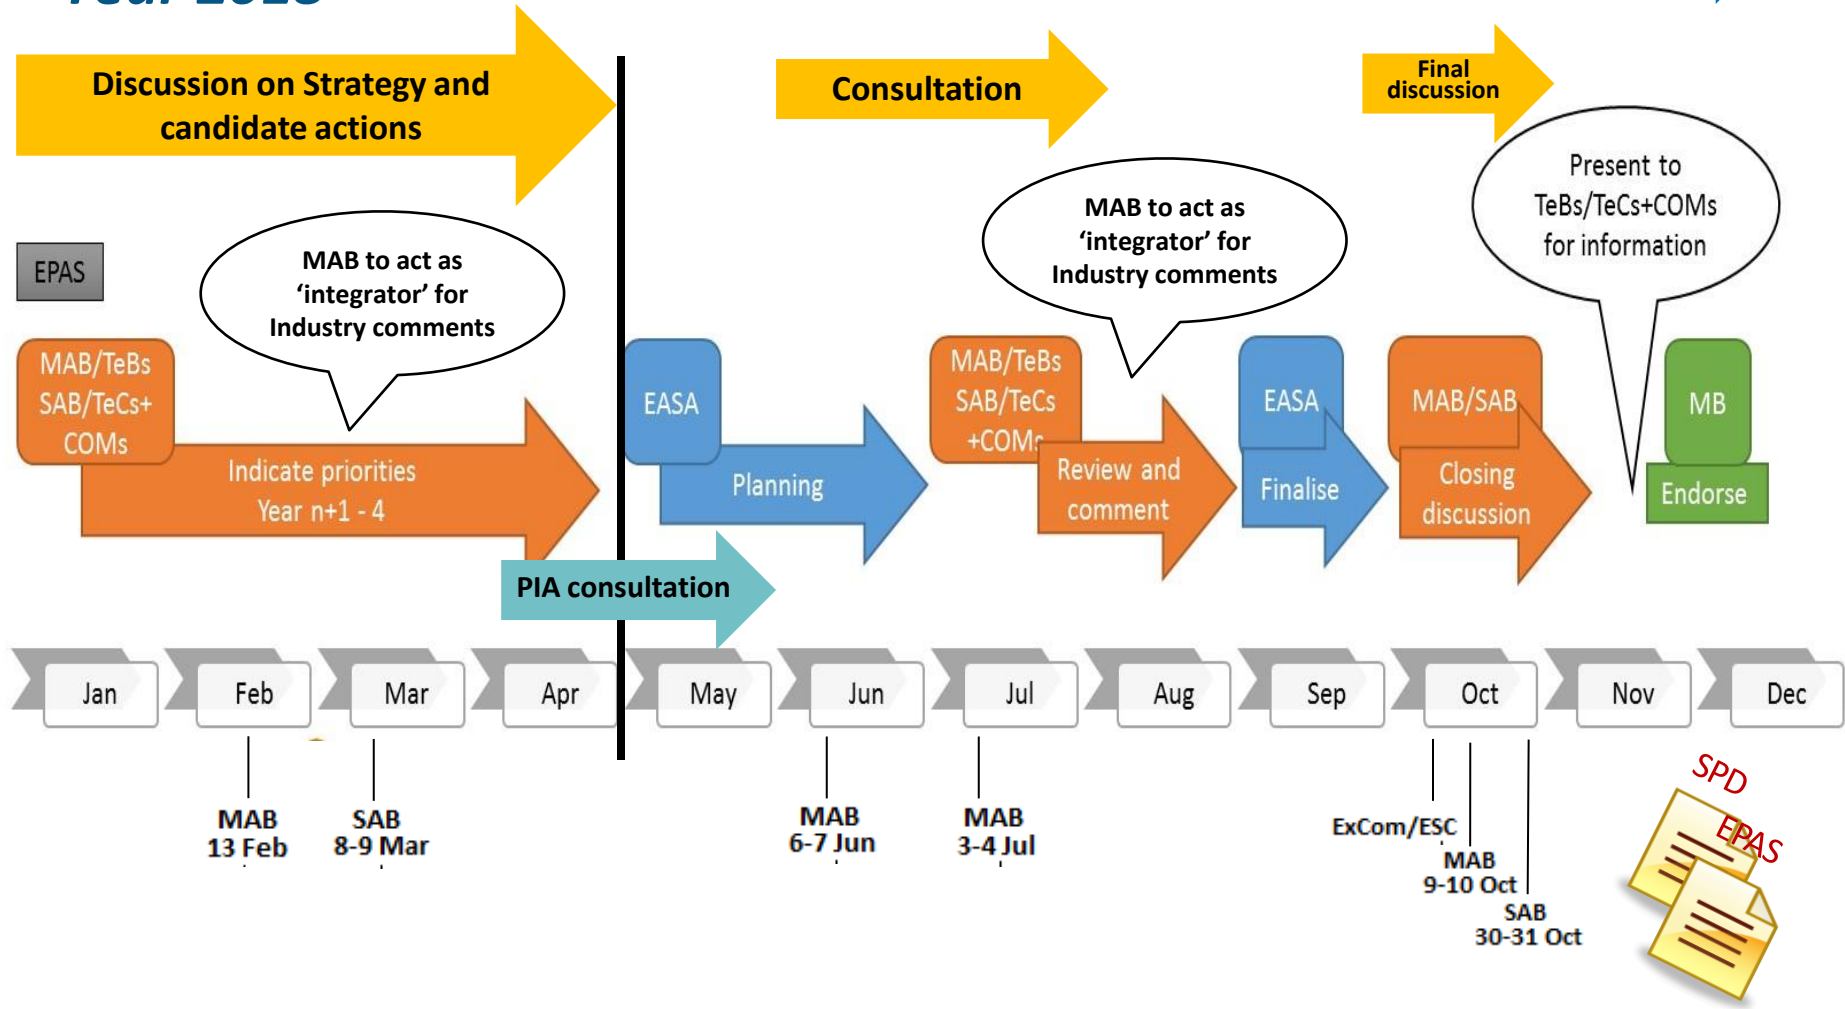 Year 2018
Discussion on Strategy and
candidate actions
Consultation
Final
discussion
EPAS
MAB to act as
‘integrator’ for
Industry comments
MAB to act as
‘integrator’ for
Industry comments
Present to
TeBs/TeCs+COMs
for information
MAB/TeBs
SAB/TeCs+
COMs
Indicate priorities
Year n+1 - 4
EASA
Planning
MAB/TeBs
SAB/TeCs
+COMs
Review and
comment
EASA
Finalise
MAB/SAB
Closing
discussion
MB
Endorse
PIA consultation
Jan
Feb
Mar
Apr
May
Jun
Jul
Aug
Sep
Oct
Nov
Dec
MAB
13 Feb
SAB
8-9 Mar
MAB
6-7 Jun
MAB
3-4 Jul
ExCom/ESC
MAB
9-10 Oct
SAB
30-31 Oct
SPD
EPAS